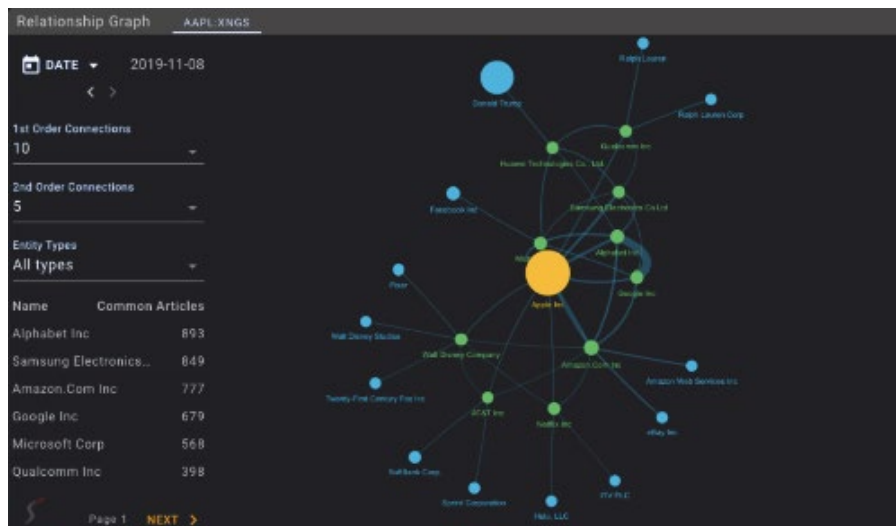 Relationship Graph AAPL:XNGS
DATE 2019-11-08
1st Order Connections
10
2nd Order Connections
5
Entity Types
All types
Name Common Articles
Alphabet Inc 893
Samsung Electronics.. 849
Amazon.Com Inc 777
Google Inc 679
Microsoft Corp 568
Qualcomm Inc 398
Page 1 NEXT
Ralph Lauren
Donald Trump
Ralph Lauren Corp
Qualcomm Inc
Huawei Technologies Co., Ltd.
Samsung Electronics Co Ltd
Facebook Inc
Alphabet Inc
Google Inc
Apple Inc
Pixar
Walt Disney Studios
Walt Disney Company
Amazon.Com Inc
Amazon Web Services Inc
Twenty-First Century Fox Inc
AT&T Inc
Netflix Inc
eBay Inc
SoftBank Corp.
Sprint Corporation
Hulu, LLC
ITV PLC